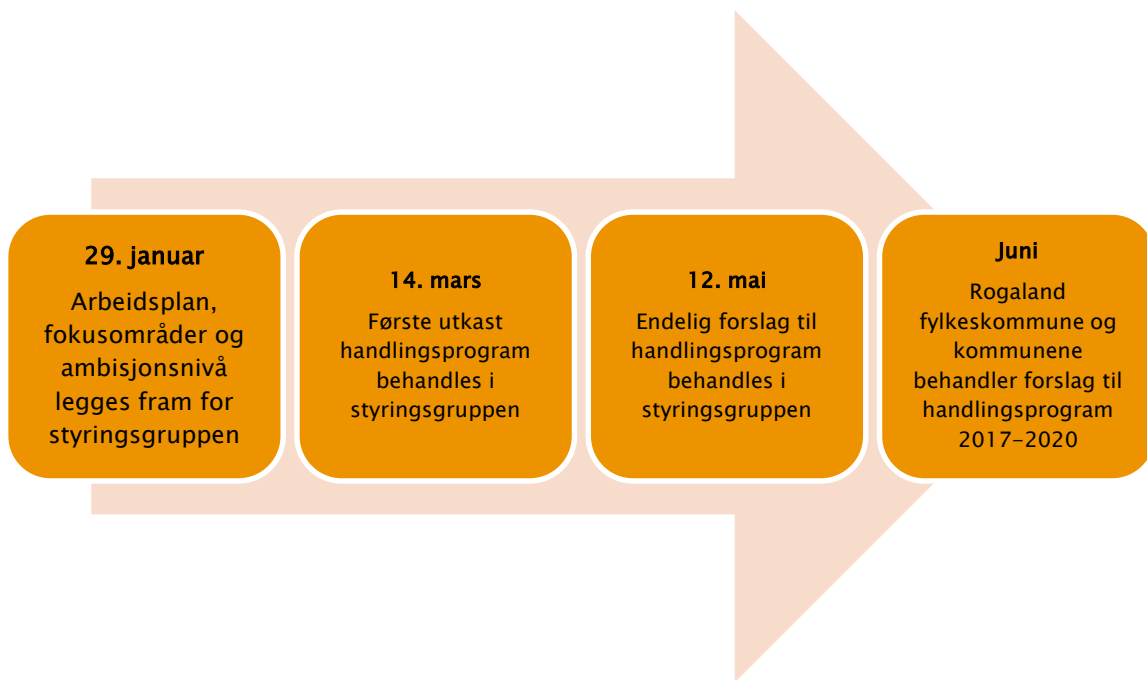 29. januar
Arbeidsplan,
fokusområder og
ambisjonsnivå
legges fram for
styringsgruppen
14. mars
Første utkast
handlingsprogram
behandles i
styringsgruppen
12. mai
Endelig forslag til
handlingsprogram
behandles i
styringsgruppen
Juni
Rogaland
fylkeskommune og
kommunene
behandler forslag til
handlingsprogram
2017-2020